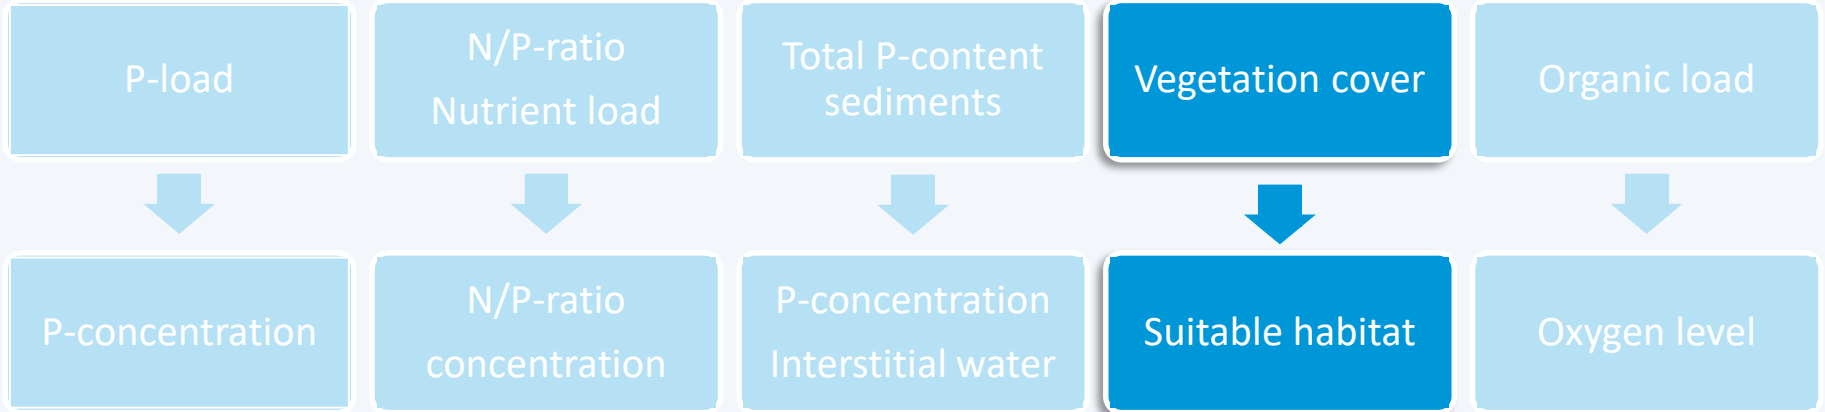 P-load
N/P-ratio
Nutrient load
Total P-content
sediments
Vegetation cover
Organic load
P-concentration
N/P-ratio
concentration
P-concentration
Interstitial water
Suitable habitat
Oxygen level